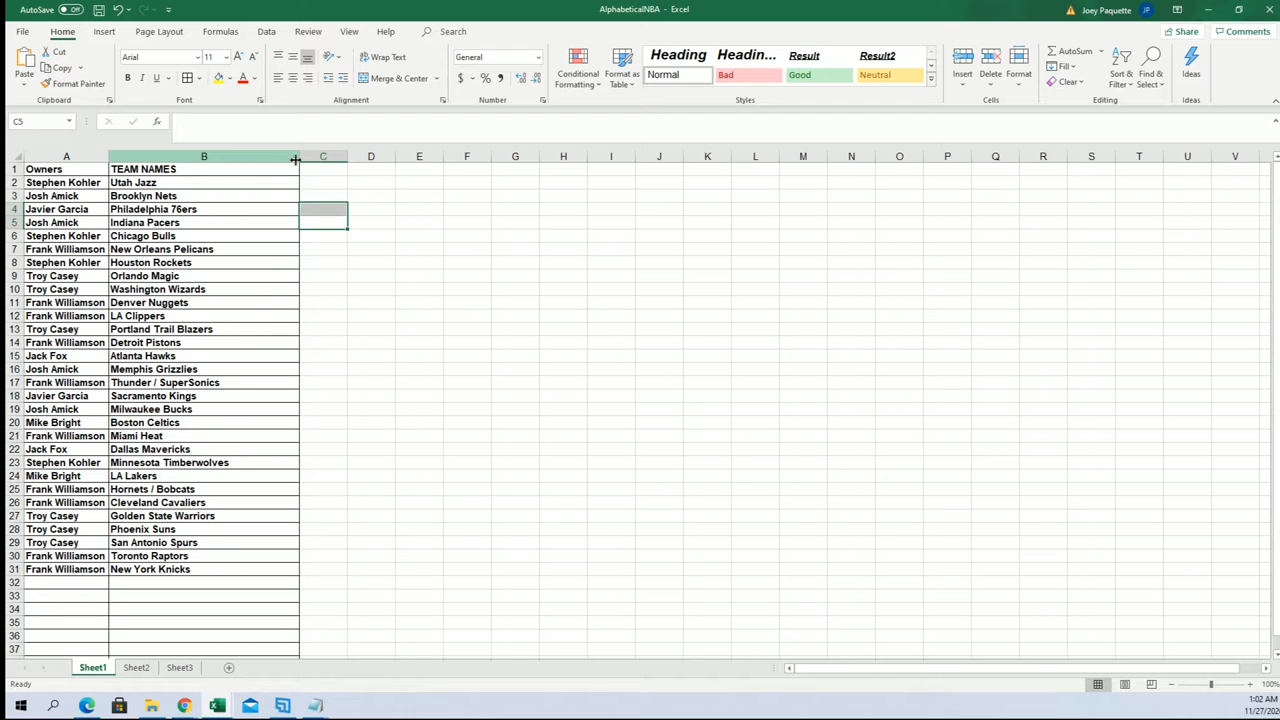 AutoSave Off AlphabeticalNBA - Excel Joey Paquette JP
File Home Insert Page Layout Formulas Data Review View Help Search Share Comments
Paste Cut Copy Format Painter Clipboard
Arial 11 B I U A Font
Wrap Text Merge & Center Alignment
General $ % Number
Conditional Formatting Format as Table
Heading Headin... Result Result2
Normal Bad Good Neutral
Styles
Insert Delete Format Cells
AutoSum Fill Clear Sort & Filter Find & Select Editing
Ideas Ideas
C5 fx
A B C D E F G H I J K L M N O P Q R S T U V
1 Owners TEAM NAMES
2 Stephen Kohler Utah Jazz
3 Josh Amick Brooklyn Nets
4 Javier Garcia Philadelphia 76ers
5 Josh Amick Indiana Pacers
6 Stephen Kohler Chicago Bulls
7 Frank Williamson New Orleans Pelicans
8 Stephen Kohler Houston Rockets
9 Troy Casey Orlando Magic
10 Troy Casey Washington Wizards
11 Frank Williamson Denver Nuggets
12 Frank Williamson LA Clippers
13 Troy Casey Portland Trail Blazers
14 Frank Williamson Detroit Pistons
15 Jack Fox Atlanta Hawks
16 Josh Amick Memphis Grizzlies
17 Frank Williamson Thunder / SuperSonics
18 Javier Garcia Sacramento Kings
19 Josh Amick Milwaukee Bucks
20 Mike Bright Boston Celtics
21 Frank Williamson Miami Heat
22 Jack Fox Dallas Mavericks
23 Stephen Kohler Minnesota Timberwolves
24 Mike Bright LA Lakers
25 Frank Williamson Hornets / Bobcats
26 Frank Williamson Cleveland Cavaliers
27 Troy Casey Golden State Warriors
28 Troy Casey Phoenix Suns
29 Troy Casey San Antonio Spurs
30 Frank Williamson Toronto Raptors
31 Frank Williamson New York Knicks
32
33
34
35
36
37
Sheet1 Sheet2 Sheet3
Ready 100%
1:02 AM
11/27/20